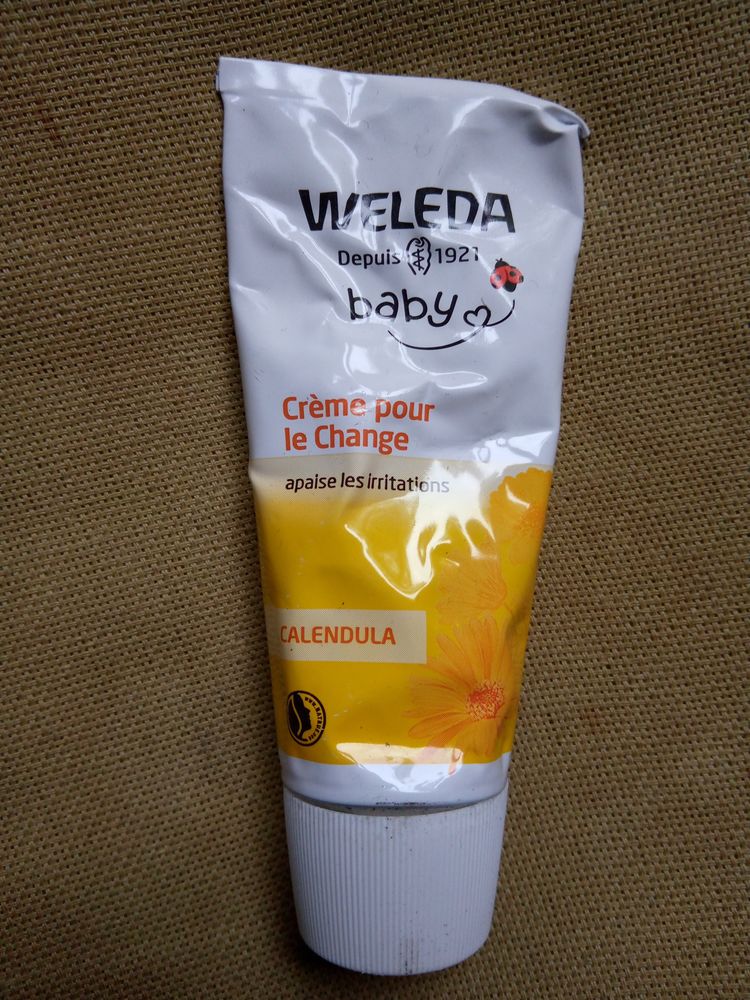 WELEDA
Depuis 1921
baby
Crème pour
le Change
apaise les irritations
CALENDULA